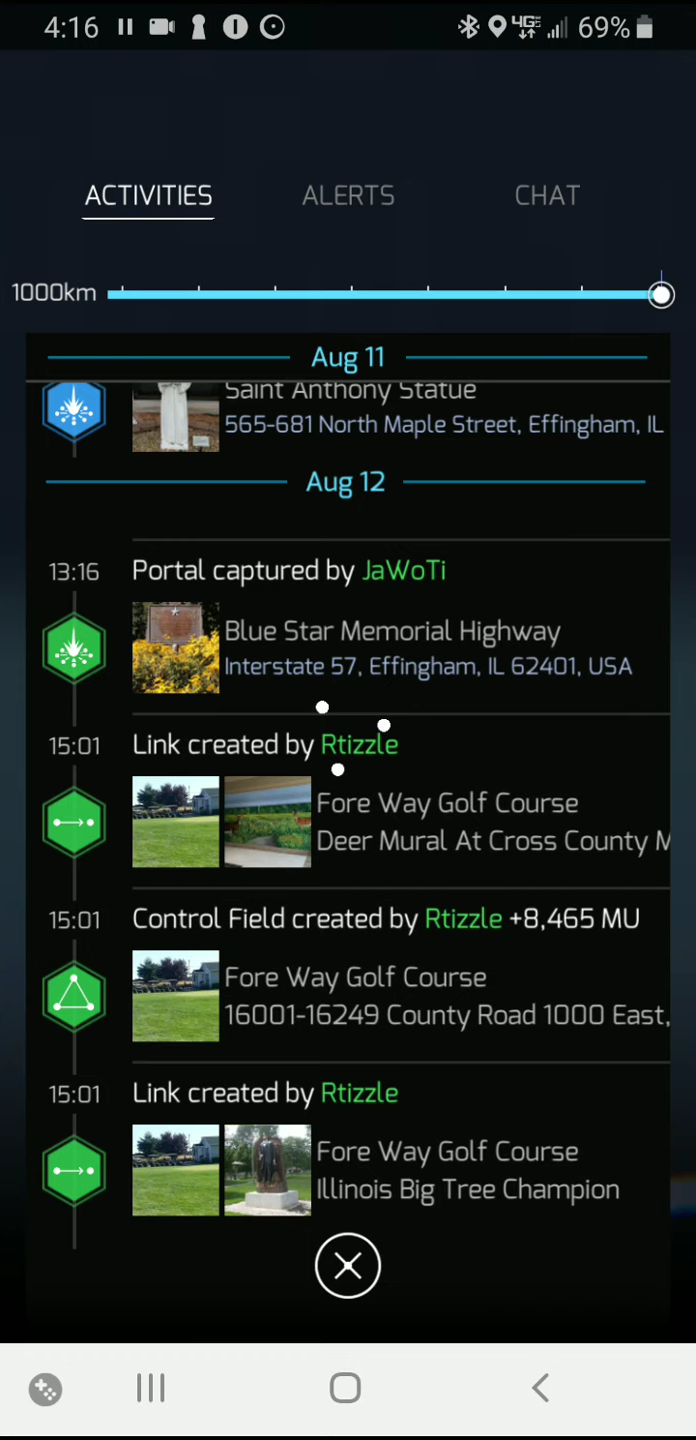 4:16
4G
69%
ACTIVITIES
ALERTS
CHAT
1000km
Aug 11
Saint Anthony Statue
565-681 North Maple Street, Effingham, IL
Aug 12
13:16
Portal captured by JaWoTi
Blue Star Memorial Highway
Interstate 57, Effingham, IL 62401, USA
15:01
Link created by Rtizzle
Fore Way Golf Course
Deer Mural At Cross County M
15:01
Control Field created by Rtizzle +8,465 MU
Fore Way Golf Course
16001-16249 County Road 1000 East,
15:01
Link created by Rtizzle
Fore Way Golf Course
Illinois Big Tree Champion